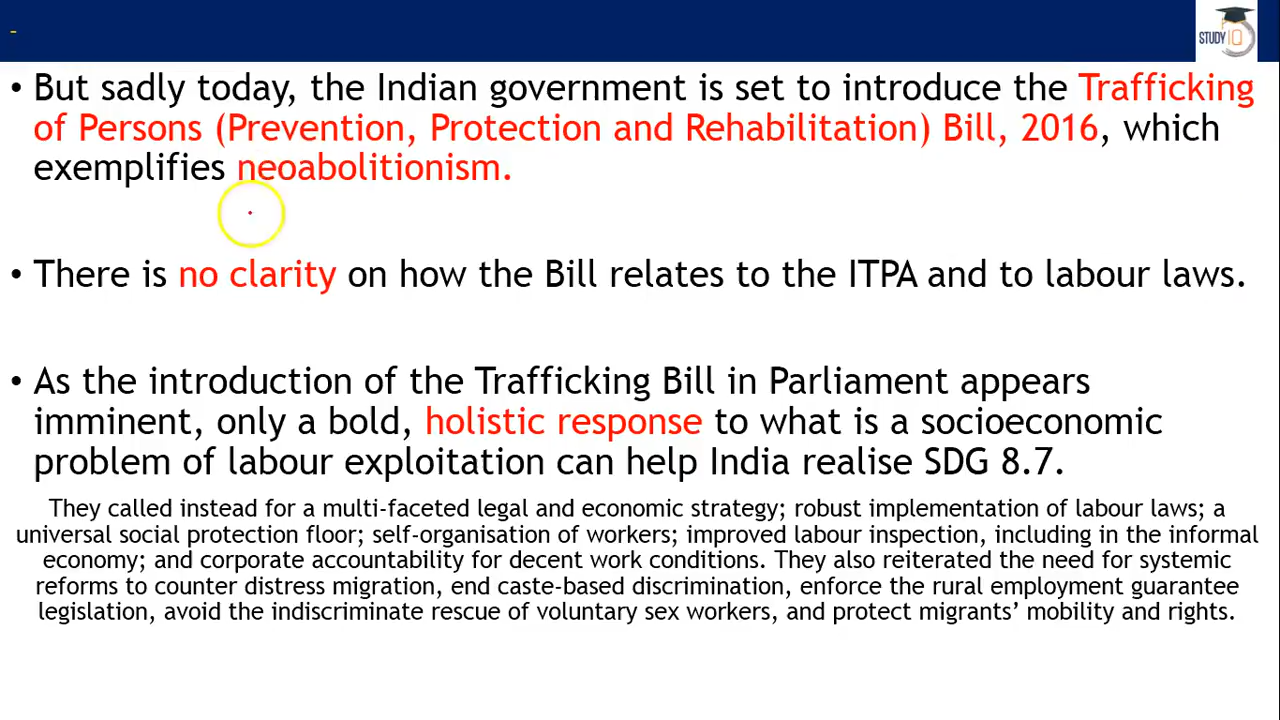 -
STUDY IQ
• But sadly today, the Indian government is set to introduce the Trafficking
of Persons (Prevention, Protection and Rehabilitation) Bill, 2016, which
exemplifies neoabolitionism.
• There is no clarity on how the Bill relates to the ITPA and to labour laws.
• As the introduction of the Trafficking Bill in Parliament appears
imminent, only a bold, holistic response to what is a socioeconomic
problem of labour exploitation can help India realise SDG 8.7.
They called instead for a multi-faceted legal and economic strategy; robust implementation of labour laws; a
universal social protection floor; self-organisation of workers; improved labour inspection, including in the informal
economy; and corporate accountability for decent work conditions. They also reiterated the need for systemic
reforms to counter distress migration, end caste-based discrimination, enforce the rural employment guarantee
legislation, avoid the indiscriminate rescue of voluntary sex workers, and protect migrants’ mobility and rights.